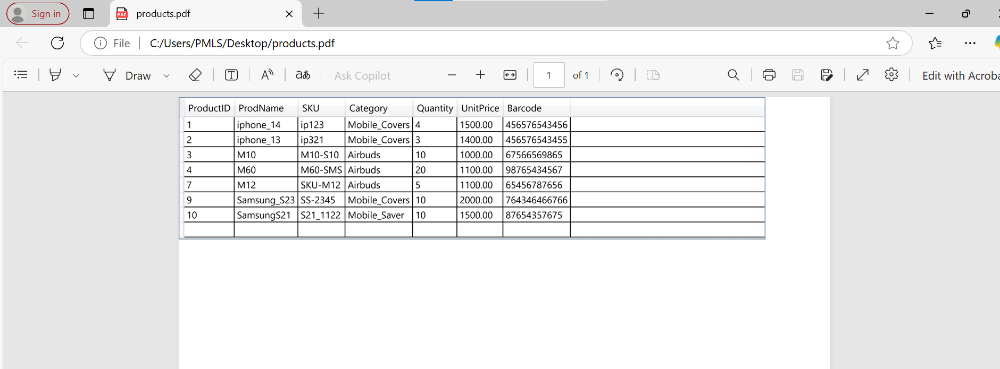 Sign in products.pdf
File C:/Users/PMLS/Desktop/products.pdf
Draw Ask Copilot 1 of 1 Edit with Acroba
ProductID ProdName SKU Category Quantity UnitPrice Barcode
1 iphone_14 ip123 Mobile_Covers 4 1500.00 456576543456
2 iphone_13 ip321 Mobile_Covers 3 1400.00 456576543455
3 M10 M10-S10 Airbuds 10 1000.00 67566569865
4 M60 M60-SMS Airbuds 20 1100.00 98765434567
7 M12 SKU-M12 Airbuds 5 1100.00 65456787656
9 Samsung_S23 SS-2345 Mobile_Covers 10 2000.00 764346466766
10 SamsungS21 S21_1122 Mobile_Saver 10 1500.00 87654357675